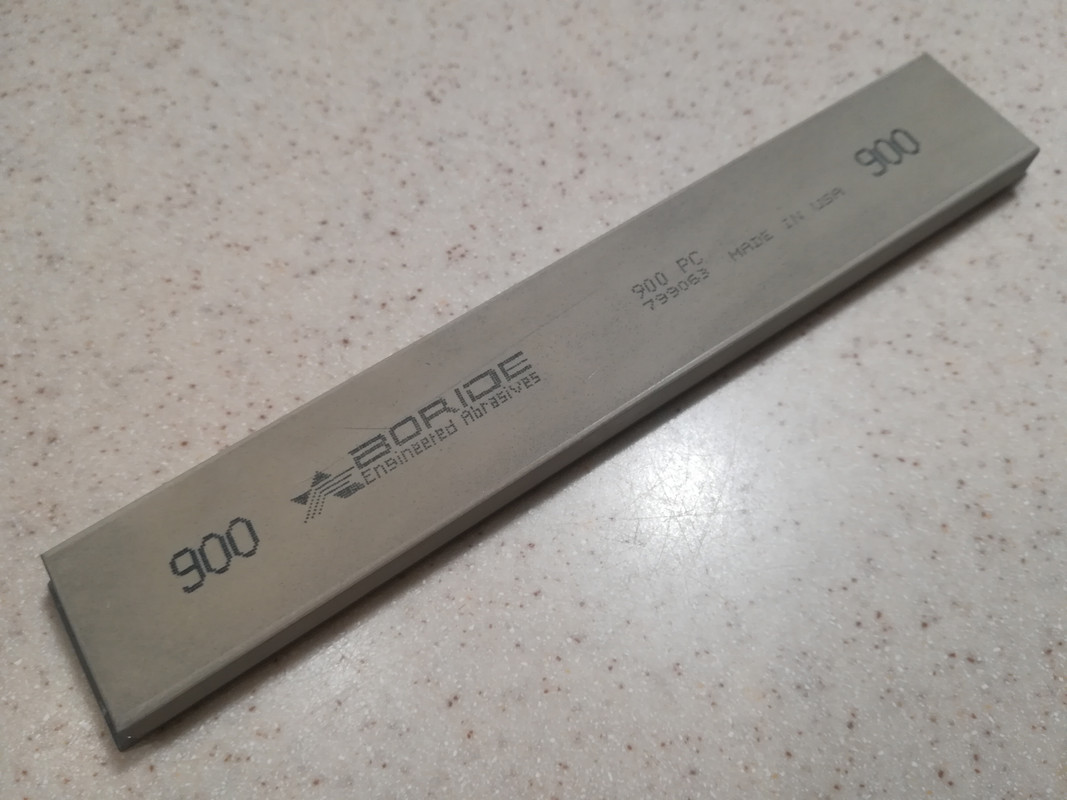 900
BORIDE
Engineered Abrasives
900 PC
799063
MADE IN USA
900